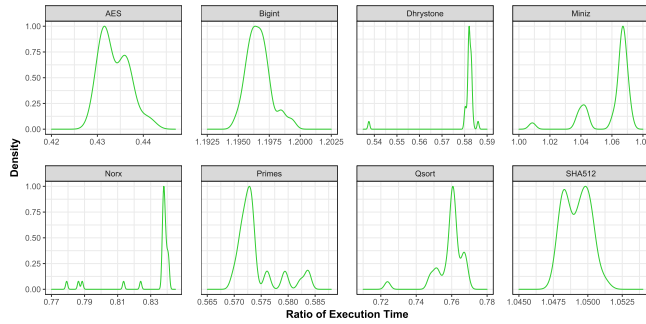 AES Bigint Dhrystone Miniz
1.00
0.75
0.50
0.25
0.00
0.42 0.43 0.44 1.1925 1.1950 1.1975 1.2000 1.2025 0.54 0.55 0.56 0.57 0.58 0.59 1.00 1.02 1.04 1.06
Density
Norx Primes Qsort SHA512
1.00
0.75
0.50
0.25
0.00
0.77 0.79 0.81 0.83 0.565 0.570 0.575 0.580 0.585 0.72 0.74 0.76 0.78 1.0450 1.0475 1.0500 1.0525
Ratio of Execution Time